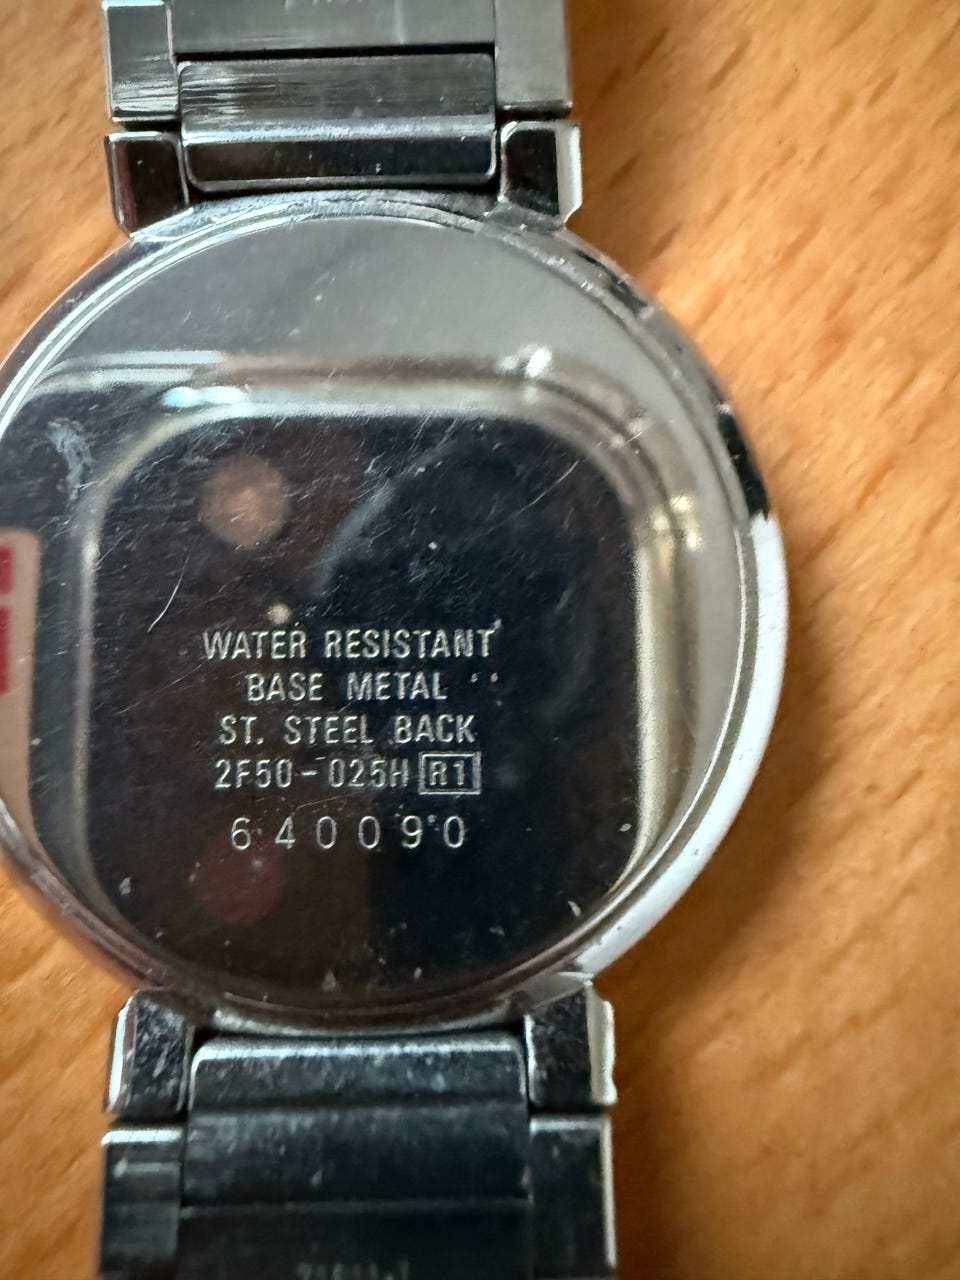 WATER RESISTANT
BASE METAL
ST. STEEL BACK
2F50-025H R1
640090